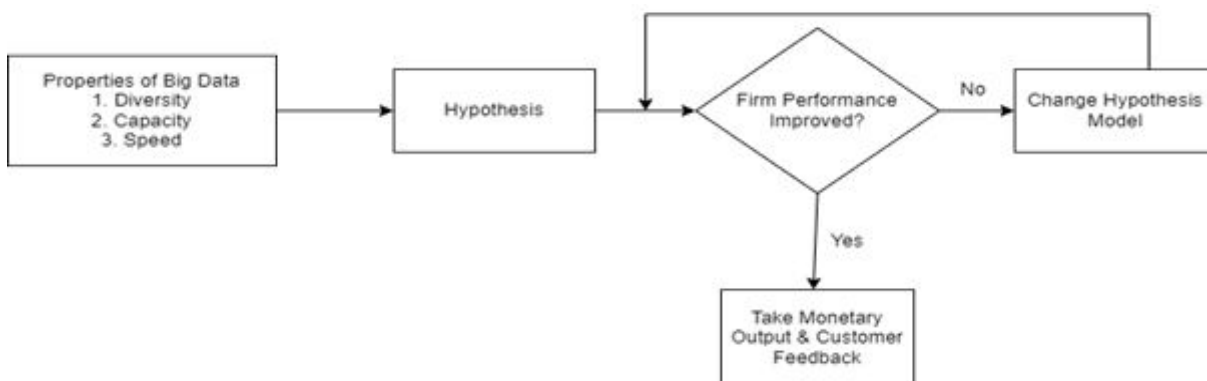 Properties of Big Data
1. Diversity
2. Capacity
3. Speed
Hypothesis
Firm Performance
Improved?
No
Change Hypothesis
Model
Yes
Take Monetary
Output & Customer
Feedback